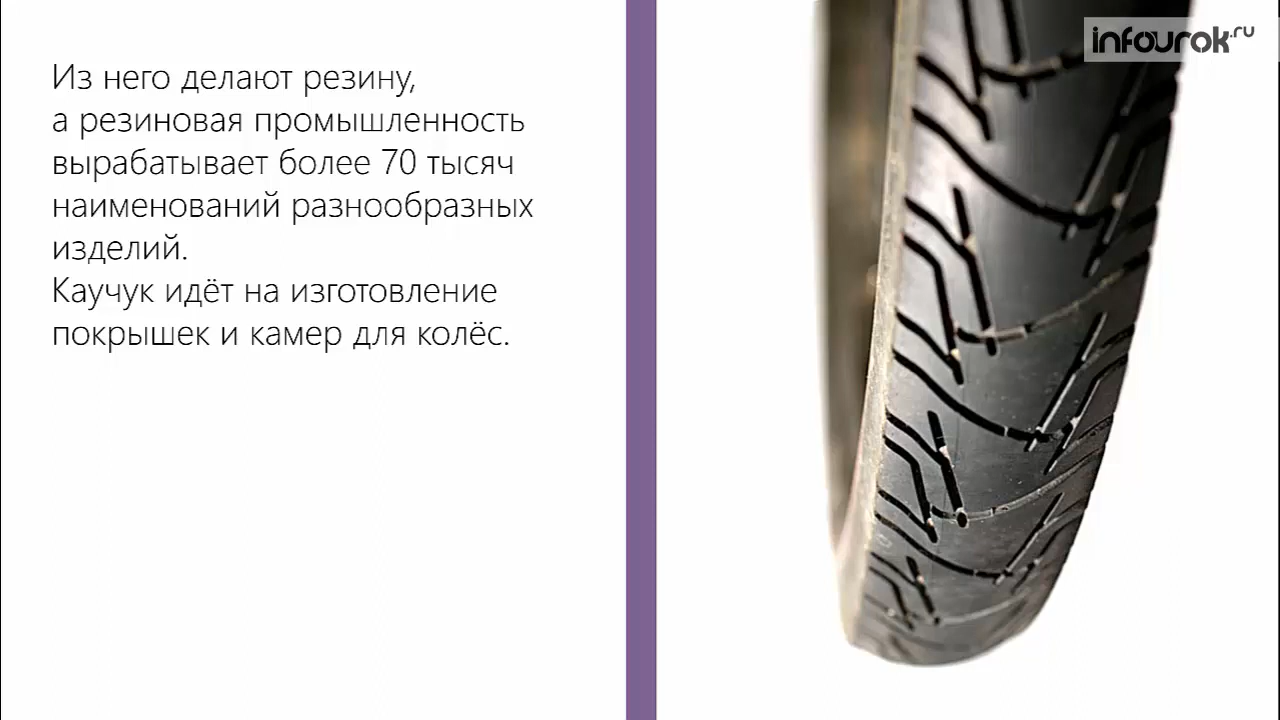 infourok.ru
Из него делают резину,
а резиновая промышленность
вырабатывает более 70 тысяч
наименований разнообразных
изделий.
Каучук идёт на изготовление
покрышек и камер для колёс.